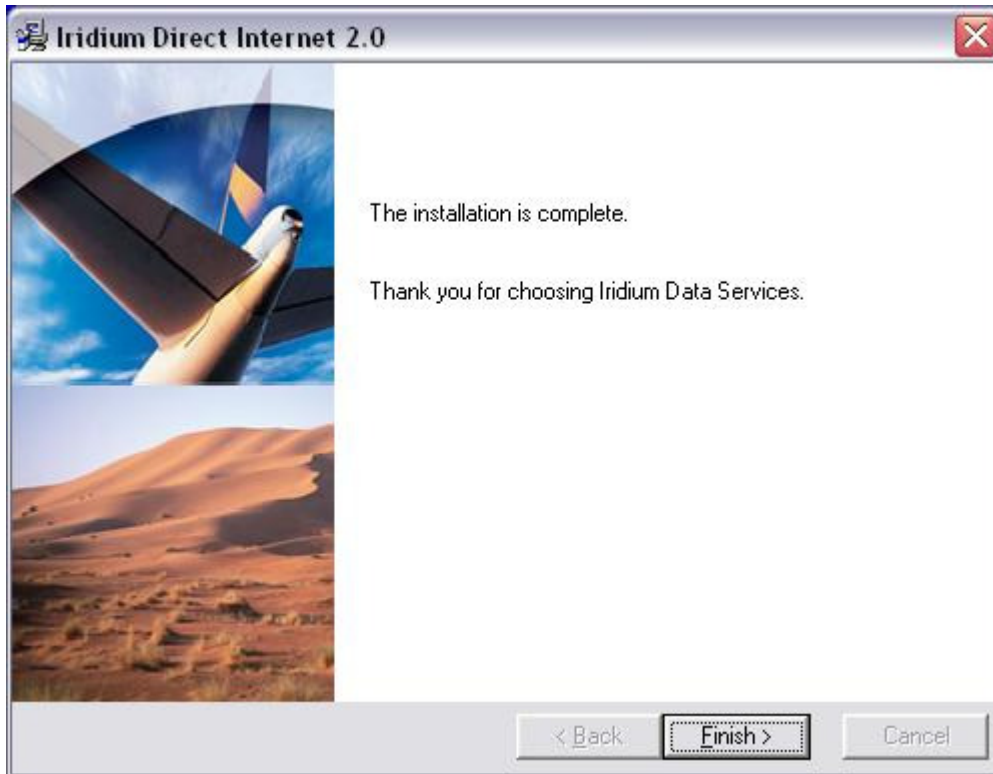 Iridium Direct Internet 2.0
The installation is complete.
Thank you for choosing Iridium Data Services.
< Back
Finish >
Cancel